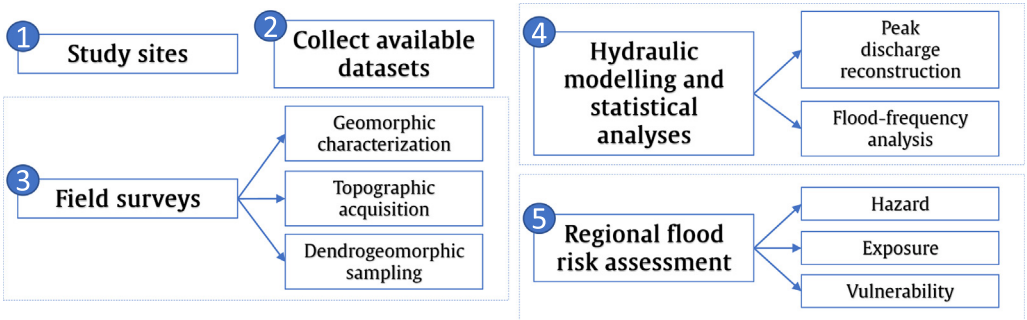 1
Study sites
2
Collect available
datasets
3
Field surveys
Geomorphic
characterization
Topographic
acquisition
Dendrogeomorphic
sampling
4
Hydraulic
modelling and
statistical
analyses
Peak
discharge
reconstruction
Flood-frequency
analysis
5
Regional flood
risk assessment
Hazard
Exposure
Vulnerability